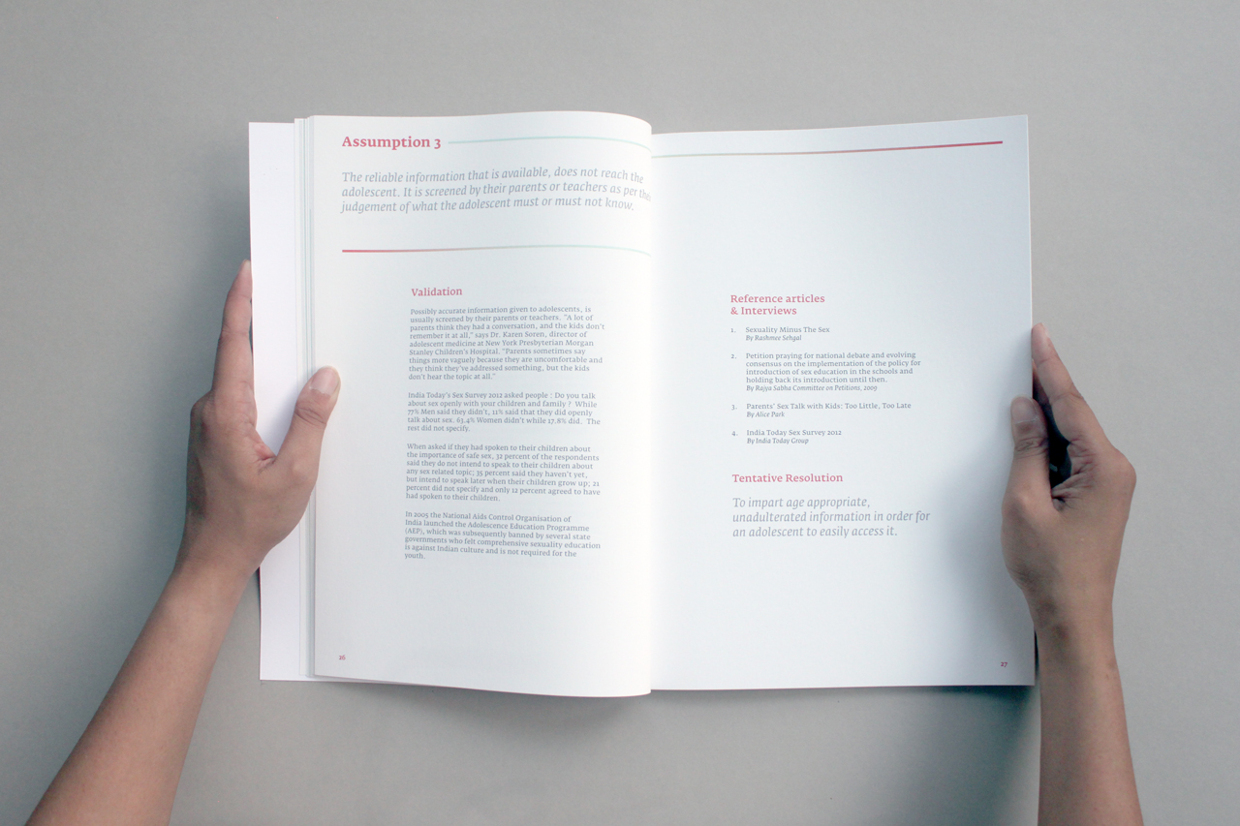 Assumption 3
The reliable information that is available, does not reach the
adolescent. It is screened by their parents or teachers as per the
judgement of what the adolescent must or must not know.
Validation
Possibly accurate information given to adolescents, is
usually screened by their parents or teachers. "A lot of
parents think they had a conversation, and the kids don't
remember it at all," says Dr. Karen Soren, director of
adolescent medicine at New York Presbyterian Morgan
Stanley Children's Hospital. "Parents sometimes say
things more vaguely because they are uncomfortable and
they think they've addressed something, but the kids
don't hear the topic at all."
India Today's Sex Survey 2012 asked people : Do you talk
about sex openly with your children and family ? While
77% Men said they didn't, 11% said that they did openly
talk about sex. 63.4% Women didn't while 17.8% did. The
rest did not specify.
When asked if they had spoken to their children about
the importance of safe sex, 32 percent of the respondents
said they do not intend to speak to their children about
any sex related topic; 35 percent said they haven't yet,
but intend to speak later when their children grow up; 21
percent did not specify and only 12 percent agreed to have
had spoken to their children.
In 2005 the National Aids Control Organisation of
India launched the Adolescence Education Programme
(AEP), which was subsequently banned by several state
governments who felt comprehensive sexuality education
is against Indian culture and is not required for the
youth.
26
Reference articles
& Interviews
1. Sexuality Minus The Sex
By Rashmee Sehgal
2. Petition praying for national debate and evolving
consensus on the implementation of the policy for
introduction of sex education in the schools and
holding back its introduction until then.
By Rajya Sabha Committee on Petitions, 2009
3. Parents' Sex Talk with Kids: Too Little, Too Late
By Alice Park
4. India Today Sex Survey 2012
By India Today Group
Tentative Resolution
To impart age appropriate,
unadulterated information in order for
an adolescent to easily access it.
27